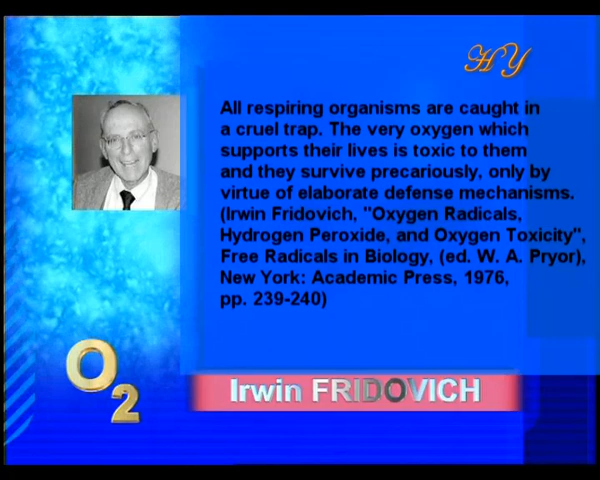 HY
All respiring organisms are caught in
a cruel trap. The very oxygen which
supports their lives is toxic to them
and they survive precariously, only by
virtue of elaborate defense mechanisms.
(Irwin Fridovich, "Oxygen Radicals,
Hydrogen Peroxide, and Oxygen Toxicity",
Free Radicals in Biology, (ed. W. A. Pryor),
New York: Academic Press, 1976,
pp. 239-240)
O2
Irwin FRIDOVICH